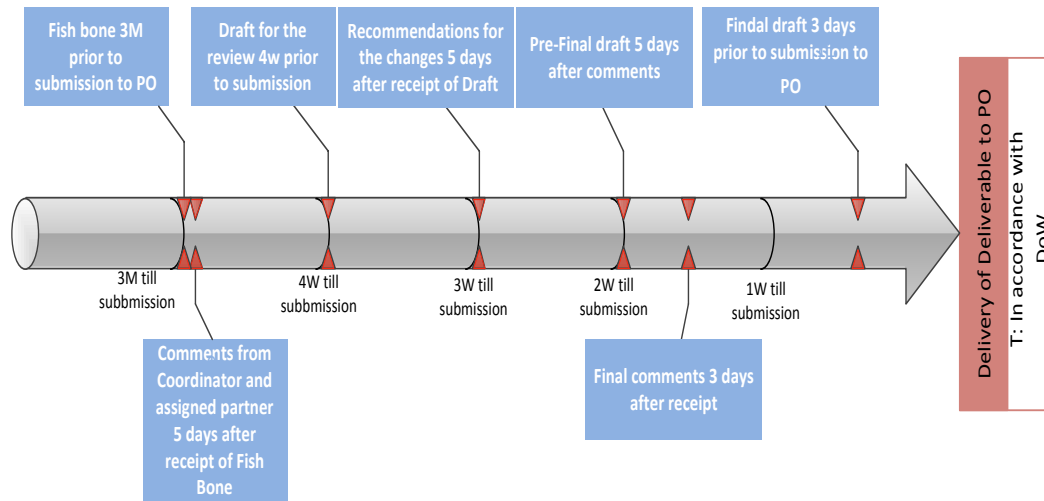 Fish bone 3M
prior to
submission to PO
Draft for the
review 4w prior
to submission
Recommendations for
the changes 5 days
after receipt of Draft
Pre-Final draft 5 days
after comments
Findal draft 3 days
prior to submission to
PO
3M till
subbmission
4W till
subbmission
3W till
submission
2W till
submission
1W till
submission
Comments from
Coordinator and
assigned partner
5 days after
receipt of Fish
Bone
Final comments 3 days
after receipt
Delivery of Deliverable to PO
T: In accordance with
DoW